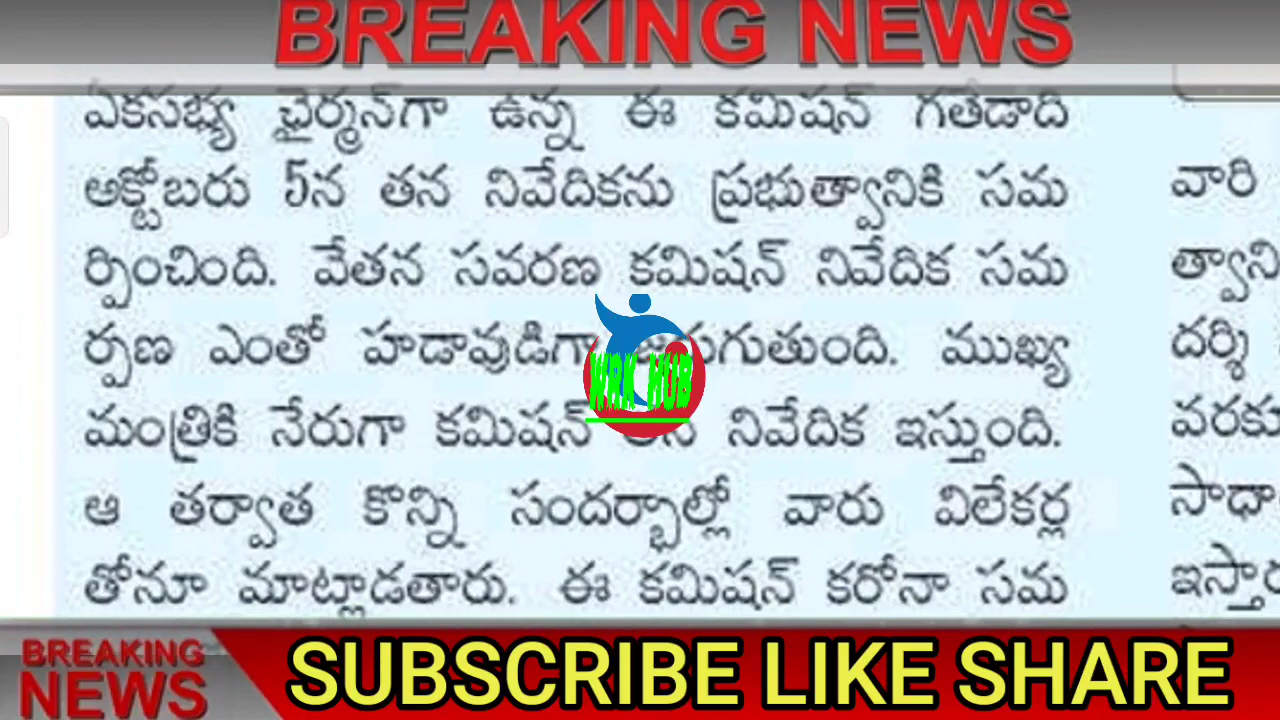 BREAKING NEWS
ఏకసభ్య ఛైర్మన్‌గా ఉన్న ఈ కమిషన్ గతేడాది
అక్టోబరు 5న తన నివేదికను ప్రభుత్వానికి సమ
ర్పించింది. వేతన సవరణ కమిషన్ నివేదిక సమ
ర్పణ ఎంతో హడావుడిగా ముఖ్య
మంత్రికి నేరుగా కమిషన్ నివేదిక ఇస్తుంది.
ఆ తర్వాత కొన్ని సందర్భాల్లో వారు విలేకర్ల
తోనూ మాట్లాడతారు. ఈ కమిషన్ కరోనా సమ
వారి
త్వాని
దర్శి
వరకు
సాధా
WRK HUB
BREAKING
NEWS
SUBSCRIBE LIKE SHARE